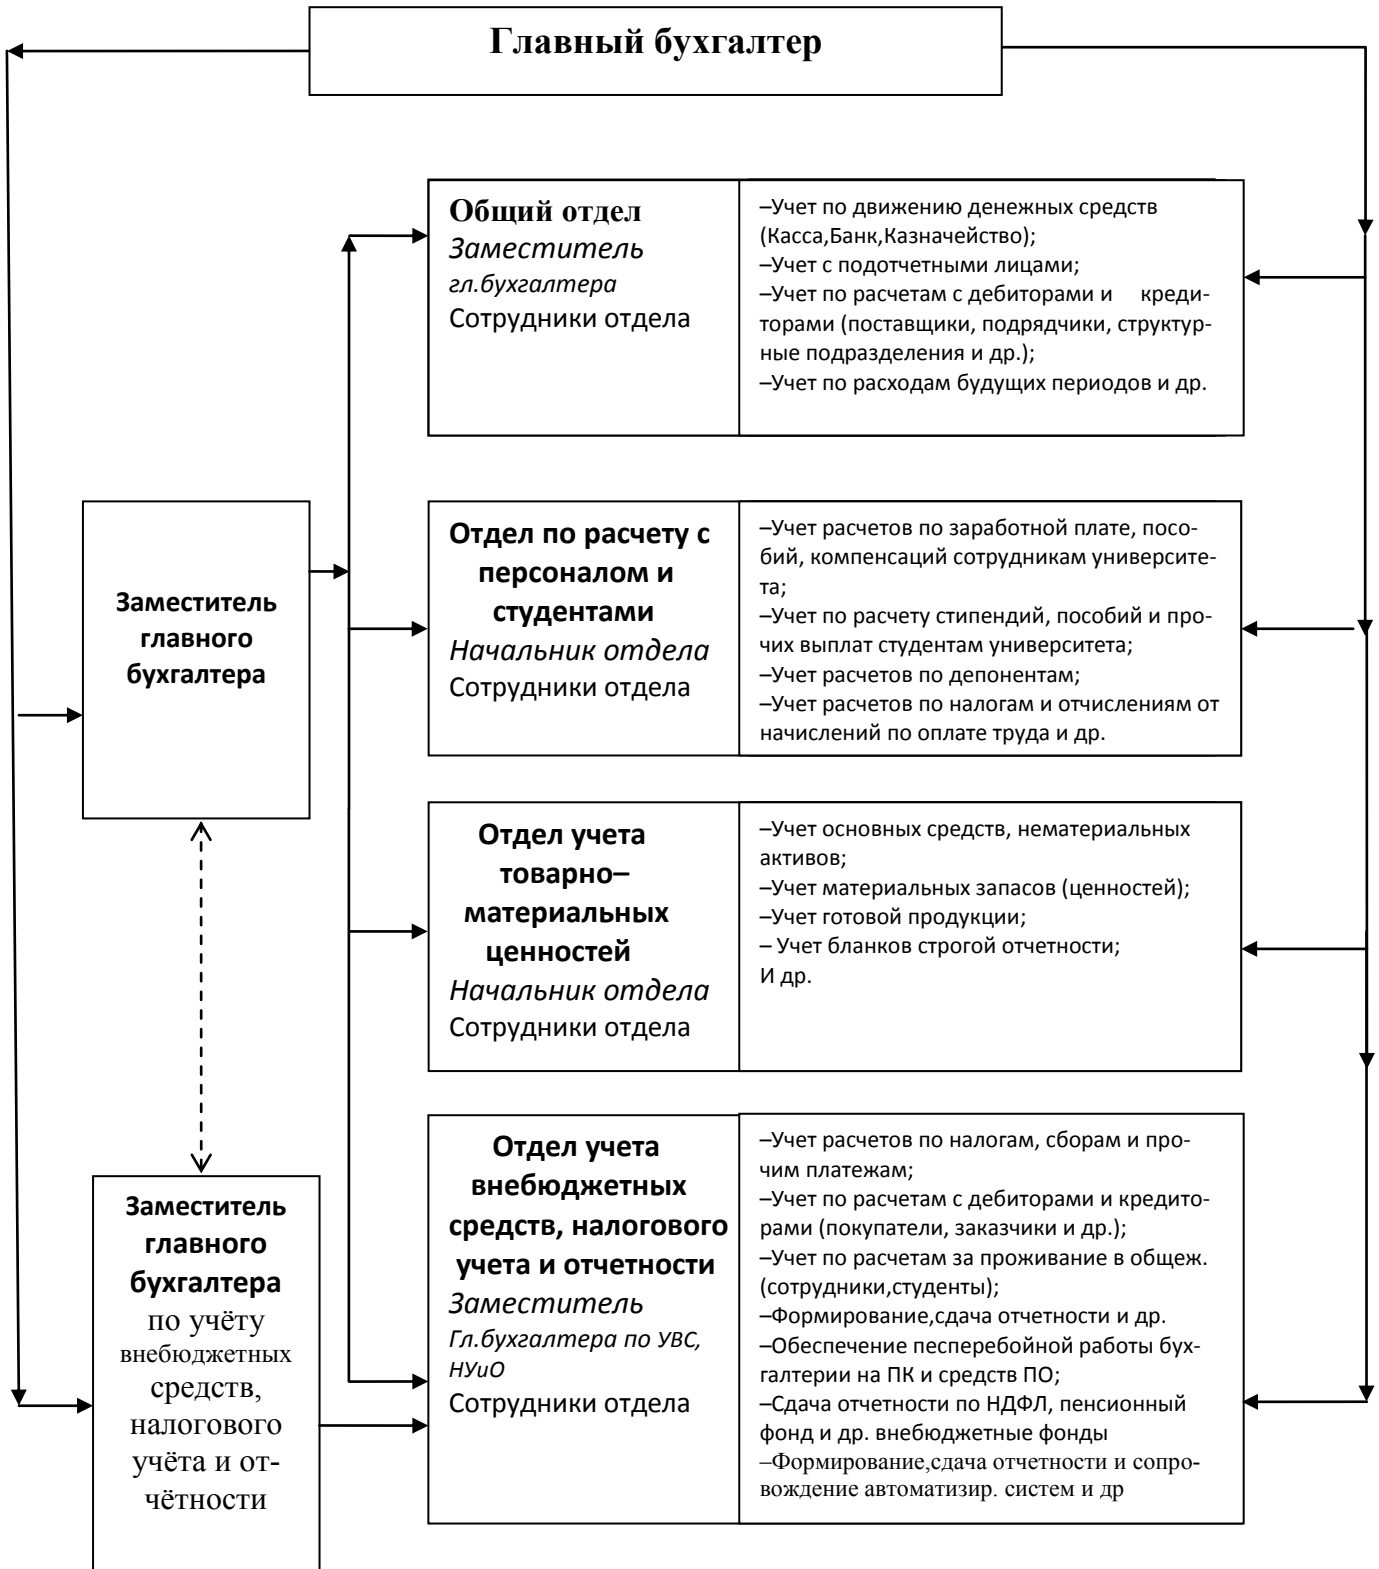 Главный бухгалтер
Общий отдел
Заместитель
гл.бухгалтера
Сотрудники отдела
–Учет по движению денежных средств
(Касса,Банк,Казначейство);
–Учет с подотчетными лицами;
–Учет по расчетам с дебиторами и креди-
торами (поставщики, подрядчики, структур-
ные подразделения и др.);
–Учет по расходам будущих периодов и др.
Заместитель
главного
бухгалтера
Отдел по расчету с
персоналом и
студентами
Начальник отдела
Сотрудники отдела
–Учет расчетов по заработной плате, посо-
бий, компенсаций сотрудникам университе-
та;
–Учет по расчету стипендий, пособий и про-
чих выплат студентам университета;
–Учет расчетов по депонентам;
–Учет расчетов по налогам и отчислениям от
начислений по оплате труда и др.
Отдел учета
товарно–
материальных
ценностей
Начальник отдела
Сотрудники отдела
–Учет основных средств, нематериальных
активов;
–Учет материальных запасов (ценностей);
–Учет готовой продукции;
– Учет бланков строгой отчетности;
И др.
Заместитель
главного
бухгалтера
по учёту
внебюджетных
средств,
налогового
учёта и от-
чётности
Отдел учета
внебюджетных
средств, налогового
учета и отчетности
Заместитель
Гл.бухгалтера по УВС,
НУиО
Сотрудники отдела
–Учет расчетов по налогам, сборам и про-
чим платежам;
–Учет по расчетам с дебиторами и кредито-
рами (покупатели, заказчики и др.);
–Учет по расчетам за проживание в общеж.
(сотрудники,студенты);
–Формирование,сдача отчетности и др.
–Обеспечение песперебойной работы бух-
галтерии на ПК и средств ПО;
–Сдача отчетности по НДФЛ, пенсионный
фонд и др. внебюджетные фонды
–Формирование,сдача отчетности и сопро-
вождение автоматизир. систем и др